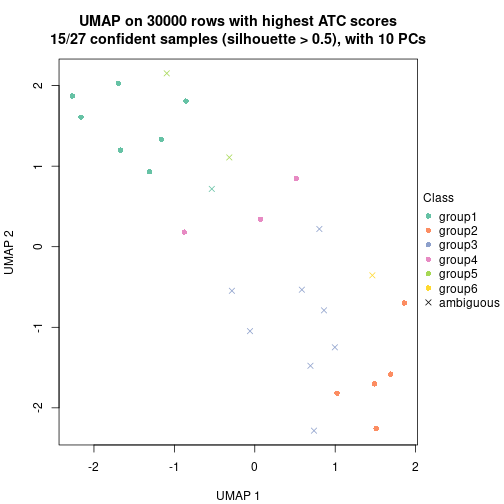 UMAP on 30000 rows with highest ATC scores
15/27 confident samples (silhouette > 0.5), with 10 PCs
2
1
0
-1
-2
UMAP 2
-2
-1
0
1
2
UMAP 1
Class
group1
group2
group3
group4
group5
group6
ambiguous